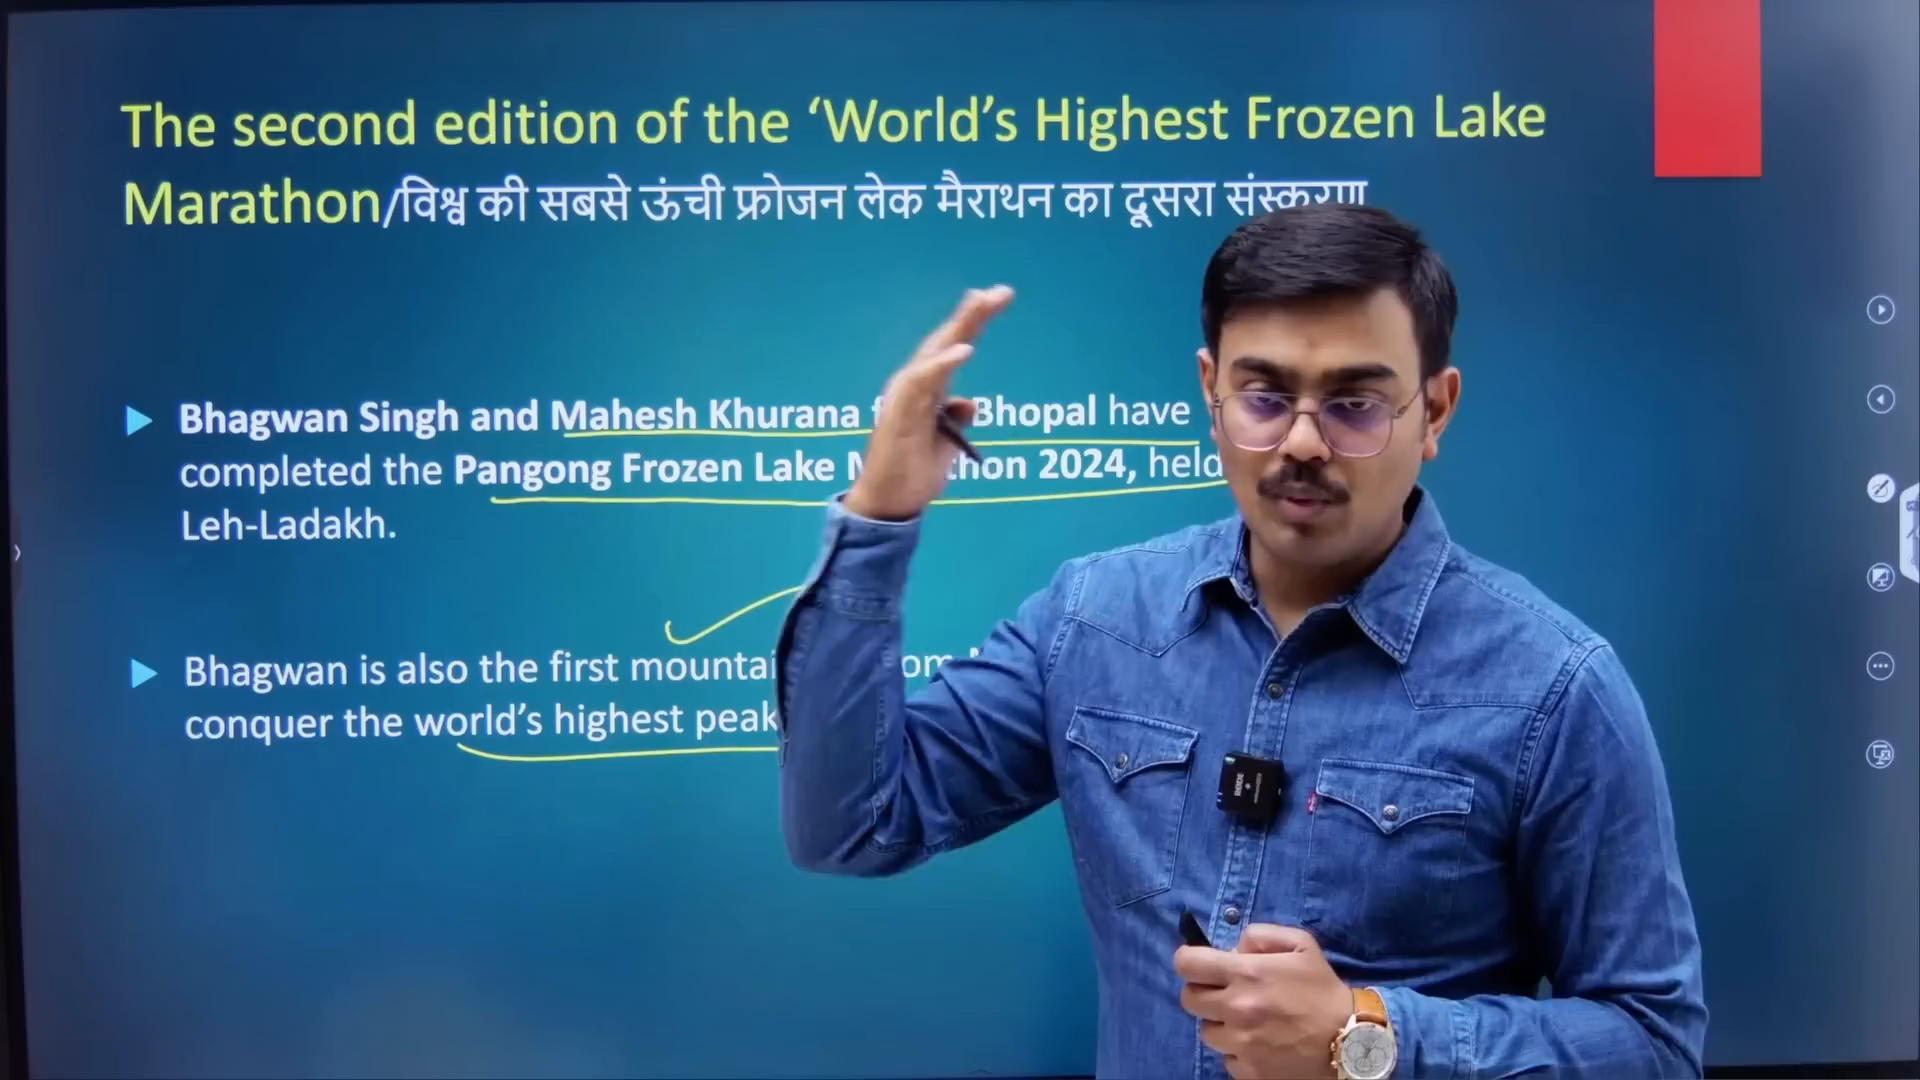 The second edition of the ‘World’s Highest Frozen Lake
Marathon/विश्व की सबसे ऊंची फ्रोजन लेक मैराथन का दूसरा संस्करण
Bhagwan Singh and Mahesh Khurana Bhopal have
completed the Pangong Frozen Lake 2024, held
Leh-Ladakh.
Bhagwan is also the first
conquer the world’s highest peak
RØDE